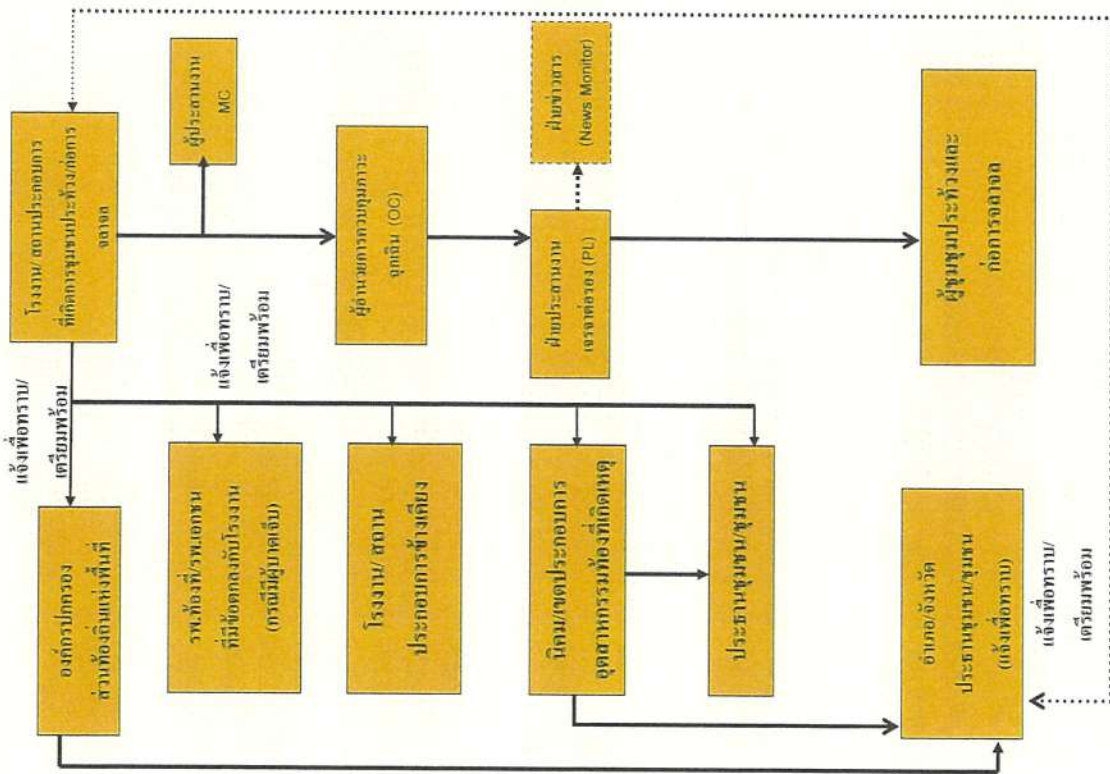 โรงงาน/ สถานประกอบการ
ที่เกิดการชุมชนประท้วง/ก่อการ
จลาจล
ผู้ประสานงาน
MC
ผู้อำนวยการควบคุมภาวะ
ฉุกเฉิน (OC)
ฝ่ายประสานงาน
เจรจาต่อรอง (PL)
ฝ่ายข่าวสาร
(News Monitor)
ผู้ชุมชุมประท้วงและ
ก่อการจลาจล
แจ้งเพื่อทราบ/
เตรียมพร้อม
แจ้งเพื่อทราบ/
เตรียมพร้อม
องค์กรปกครอง
ส่วนท้องถิ่นแห่งพื้นที่
รพ.ท้องที่/รพ.เอกชน
ที่มีข้อตกลงกับโรงงาน
(กรณีมีผู้บาดเจ็บ)
โรงงาน/ สถาน
ประกอบการข้างเคียง
นิคม/เขตประกอบการ
อุตสาหกรรมท้องที่เกิดเหตุ
ประธานชุมชน/ชุมชน
อำเภอ/จังหวัด
ประธานชุมชน/ชุมชน
(แจ้งเพื่อทราบ)
แจ้งเพื่อทราบ/
เตรียมพร้อม